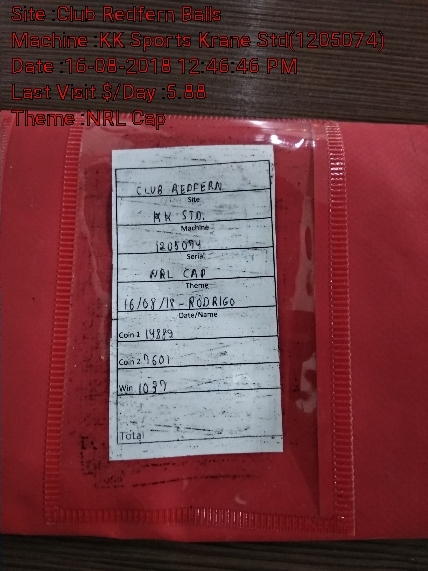 Site :Club Redfern Balls
Machine :KK Sports Krane Std(1205074)
Date :16-08-2018 12:46:46 PM
Last Visit $/Day :5.88
Theme :NRL Cap
CLUB REDFERN
Site
KK STD.
Machine
1205074
Serial
NRL CAP
Theme
16/08/18 - RODRIGO
Date/Name
Coin 1 14889
Coin 2 7601
Win 1037
Total